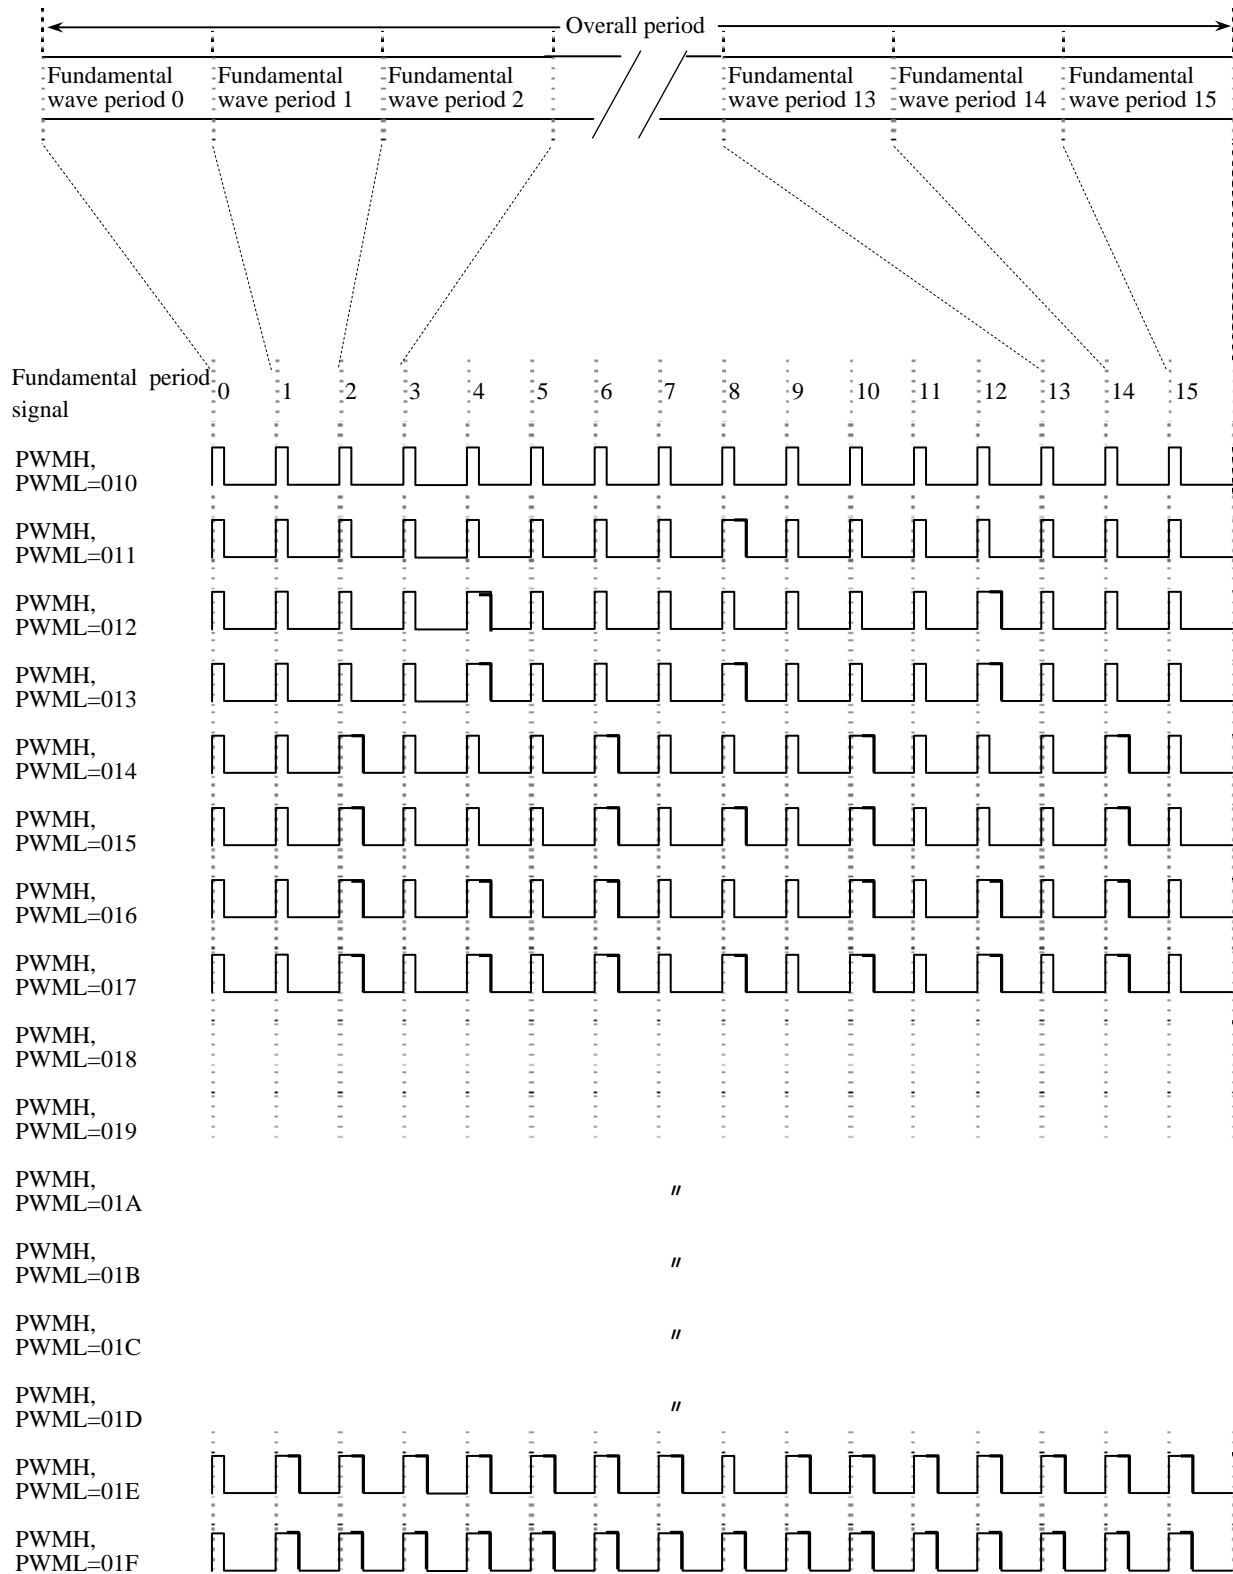 Overall period
Fundamental wave period 0
Fundamental wave period 1
Fundamental wave period 2
Fundamental wave period 13
Fundamental wave period 14
Fundamental wave period 15
Fundamental period signal
0 1 2 3 4 5 6 7 8 9 10 11 12 13 14 15
PWMH,
PWML=010
PWMH,
PWML=011
PWMH,
PWML=012
PWMH,
PWML=013
PWMH,
PWML=014
PWMH,
PWML=015
PWMH,
PWML=016
PWMH,
PWML=017
PWMH,
PWML=018
PWMH,
PWML=019
PWMH,
PWML=01A
〃
PWMH,
PWML=01B
〃
PWMH,
PWML=01C
〃
PWMH,
PWML=01D
〃
PWMH,
PWML=01E
PWMH,
PWML=01F